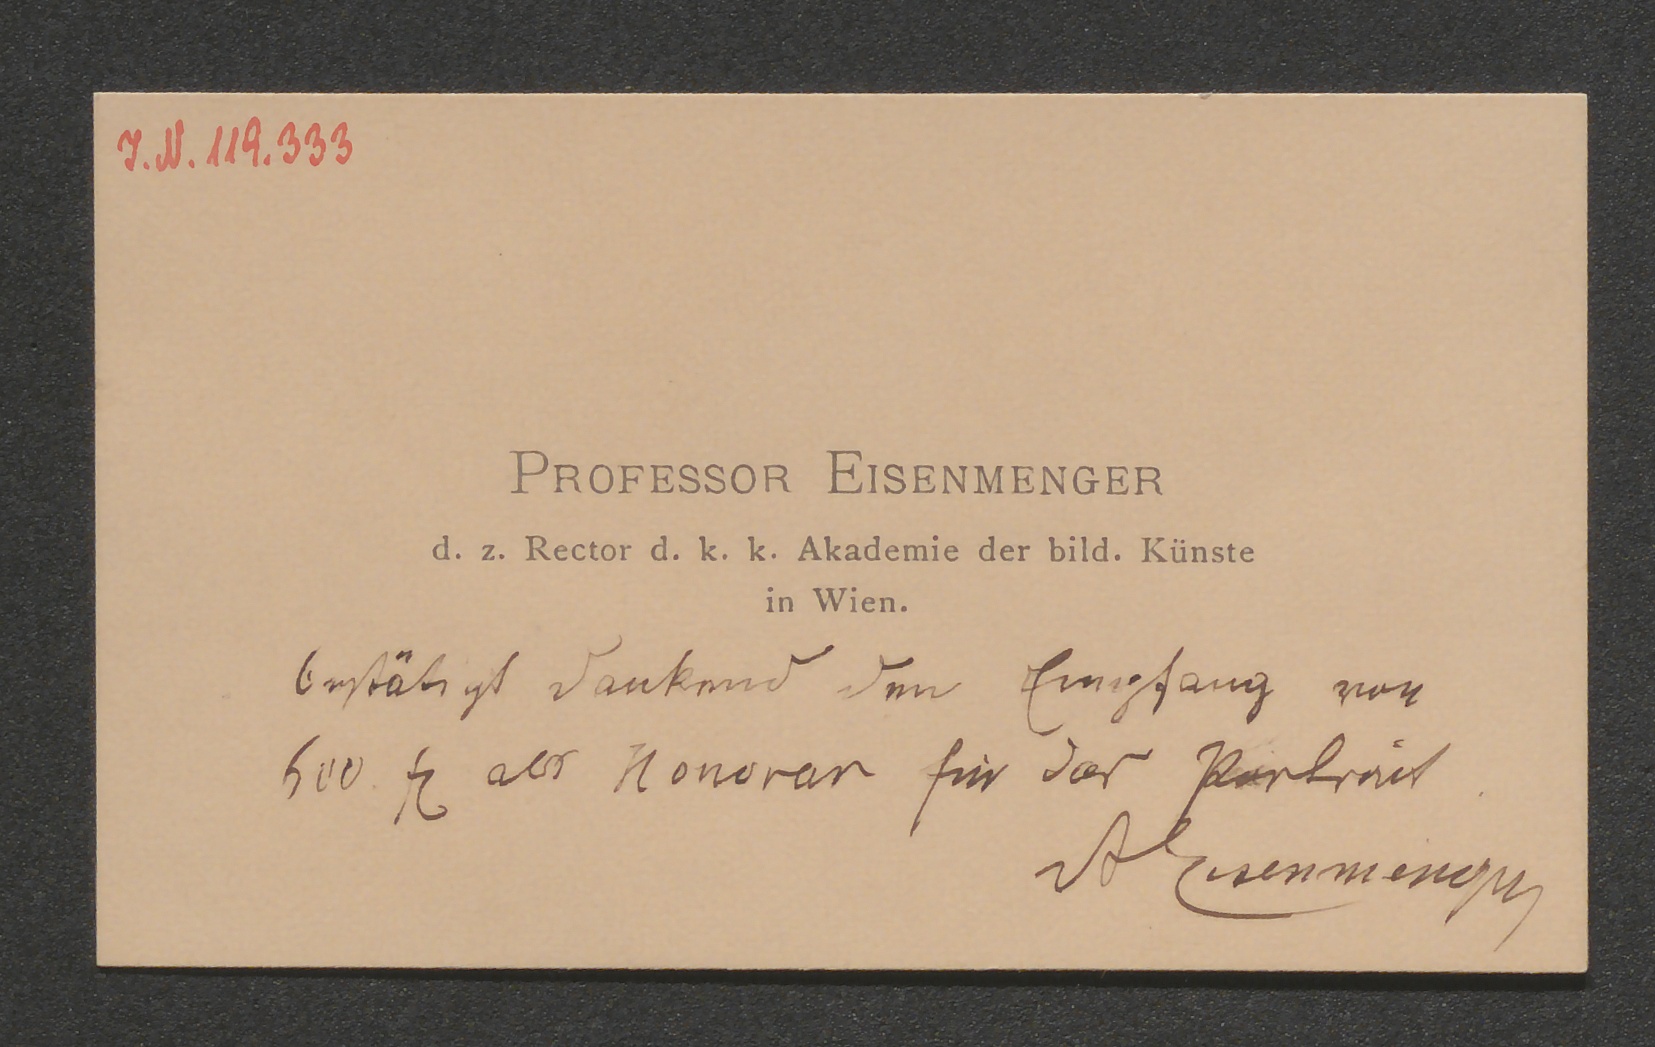 J.N. 119.333
PROFESSOR EISENMENGER
d. z. Rector d. k. k. Akademie der bild. Künste
in Wien.
bestätigt dankend den Empfang von
500 fl als Honorar für das Portrait
A Eisenmenger